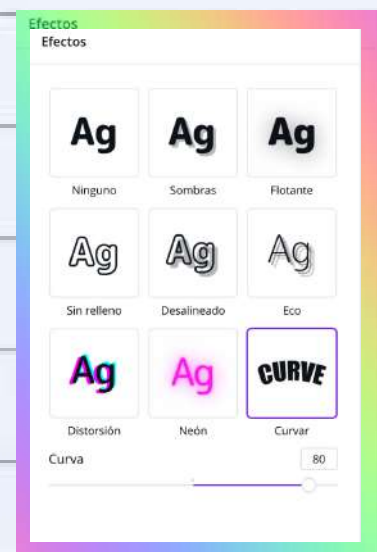 Efectos
Efectos
Ag Ag Ag
Ninguno Sombras Flotante
Ag Ag Ag
Sin relleno Desalineado Eco
Ag Ag CURVE
Distorsión Neón Curvar
Curva 80